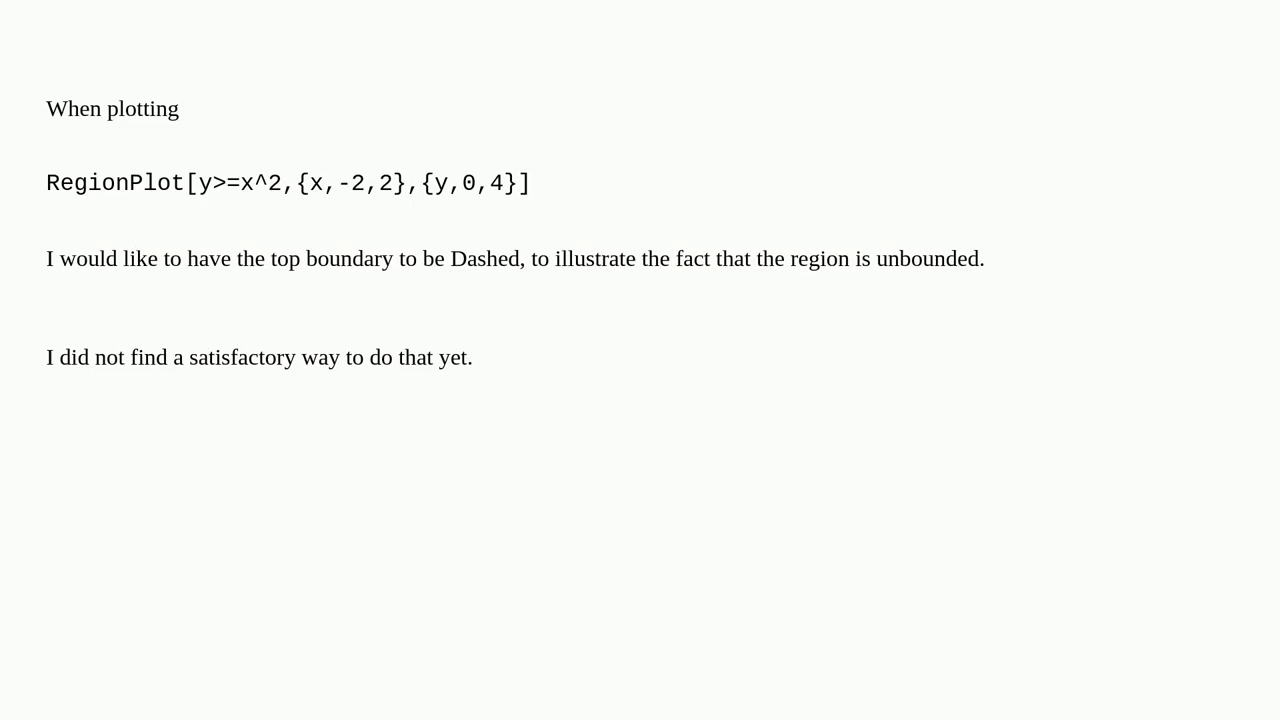 When plotting
RegionPlot[y>=x^2,{x,-2,2},{y,0,4}]
I would like to have the top boundary to be Dashed, to illustrate the fact that the region is unbounded.
I did not find a satisfactory way to do that yet.